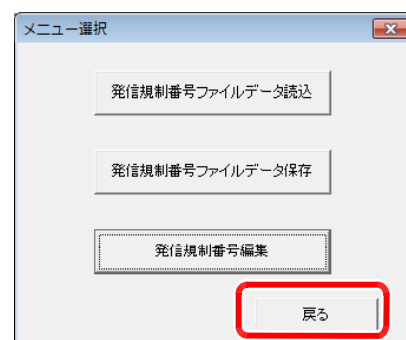 メニュー選択
発信規制番号ファイルデータ読込
発信規制番号ファイルデータ保存
発信規制番号編集
戻る